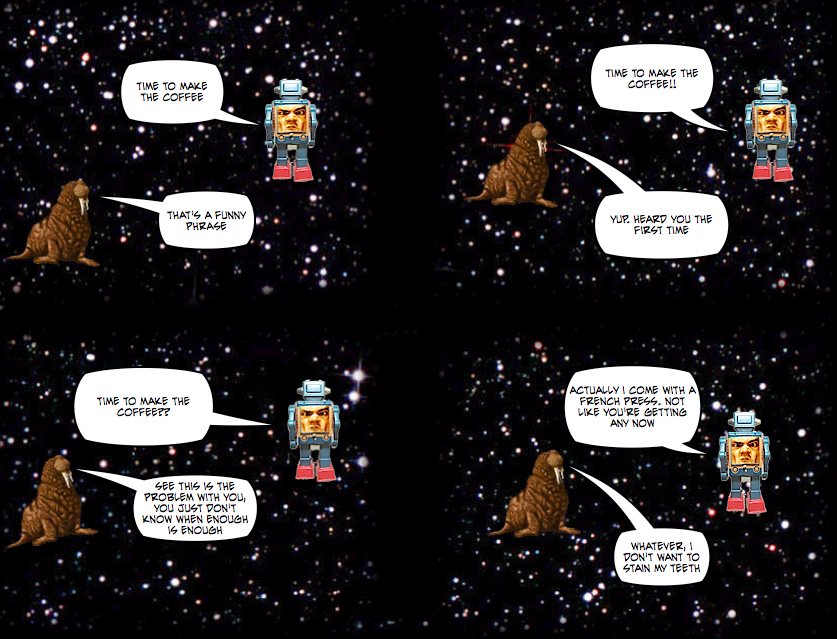 TIME TO MAKE
THE COFFEE
THAT'S A FUNNY
PHRASE
TIME TO MAKE THE
COFFEE!!
YUP. HEARD YOU THE
FIRST TIME
TIME TO MAKE THE
COFFEE??
SEE THIS IS THE
PROBLEM WITH YOU,
YOU JUST DON'T
KNOW WHEN ENOUGH
IS ENOUGH
ACTUALLY I COME WITH A
FRENCH PRESS. NOT
LIKE YOU'RE GETTING
ANY NOW
WHATEVER, I
DON'T WANT TO
STAIN MY TEETH